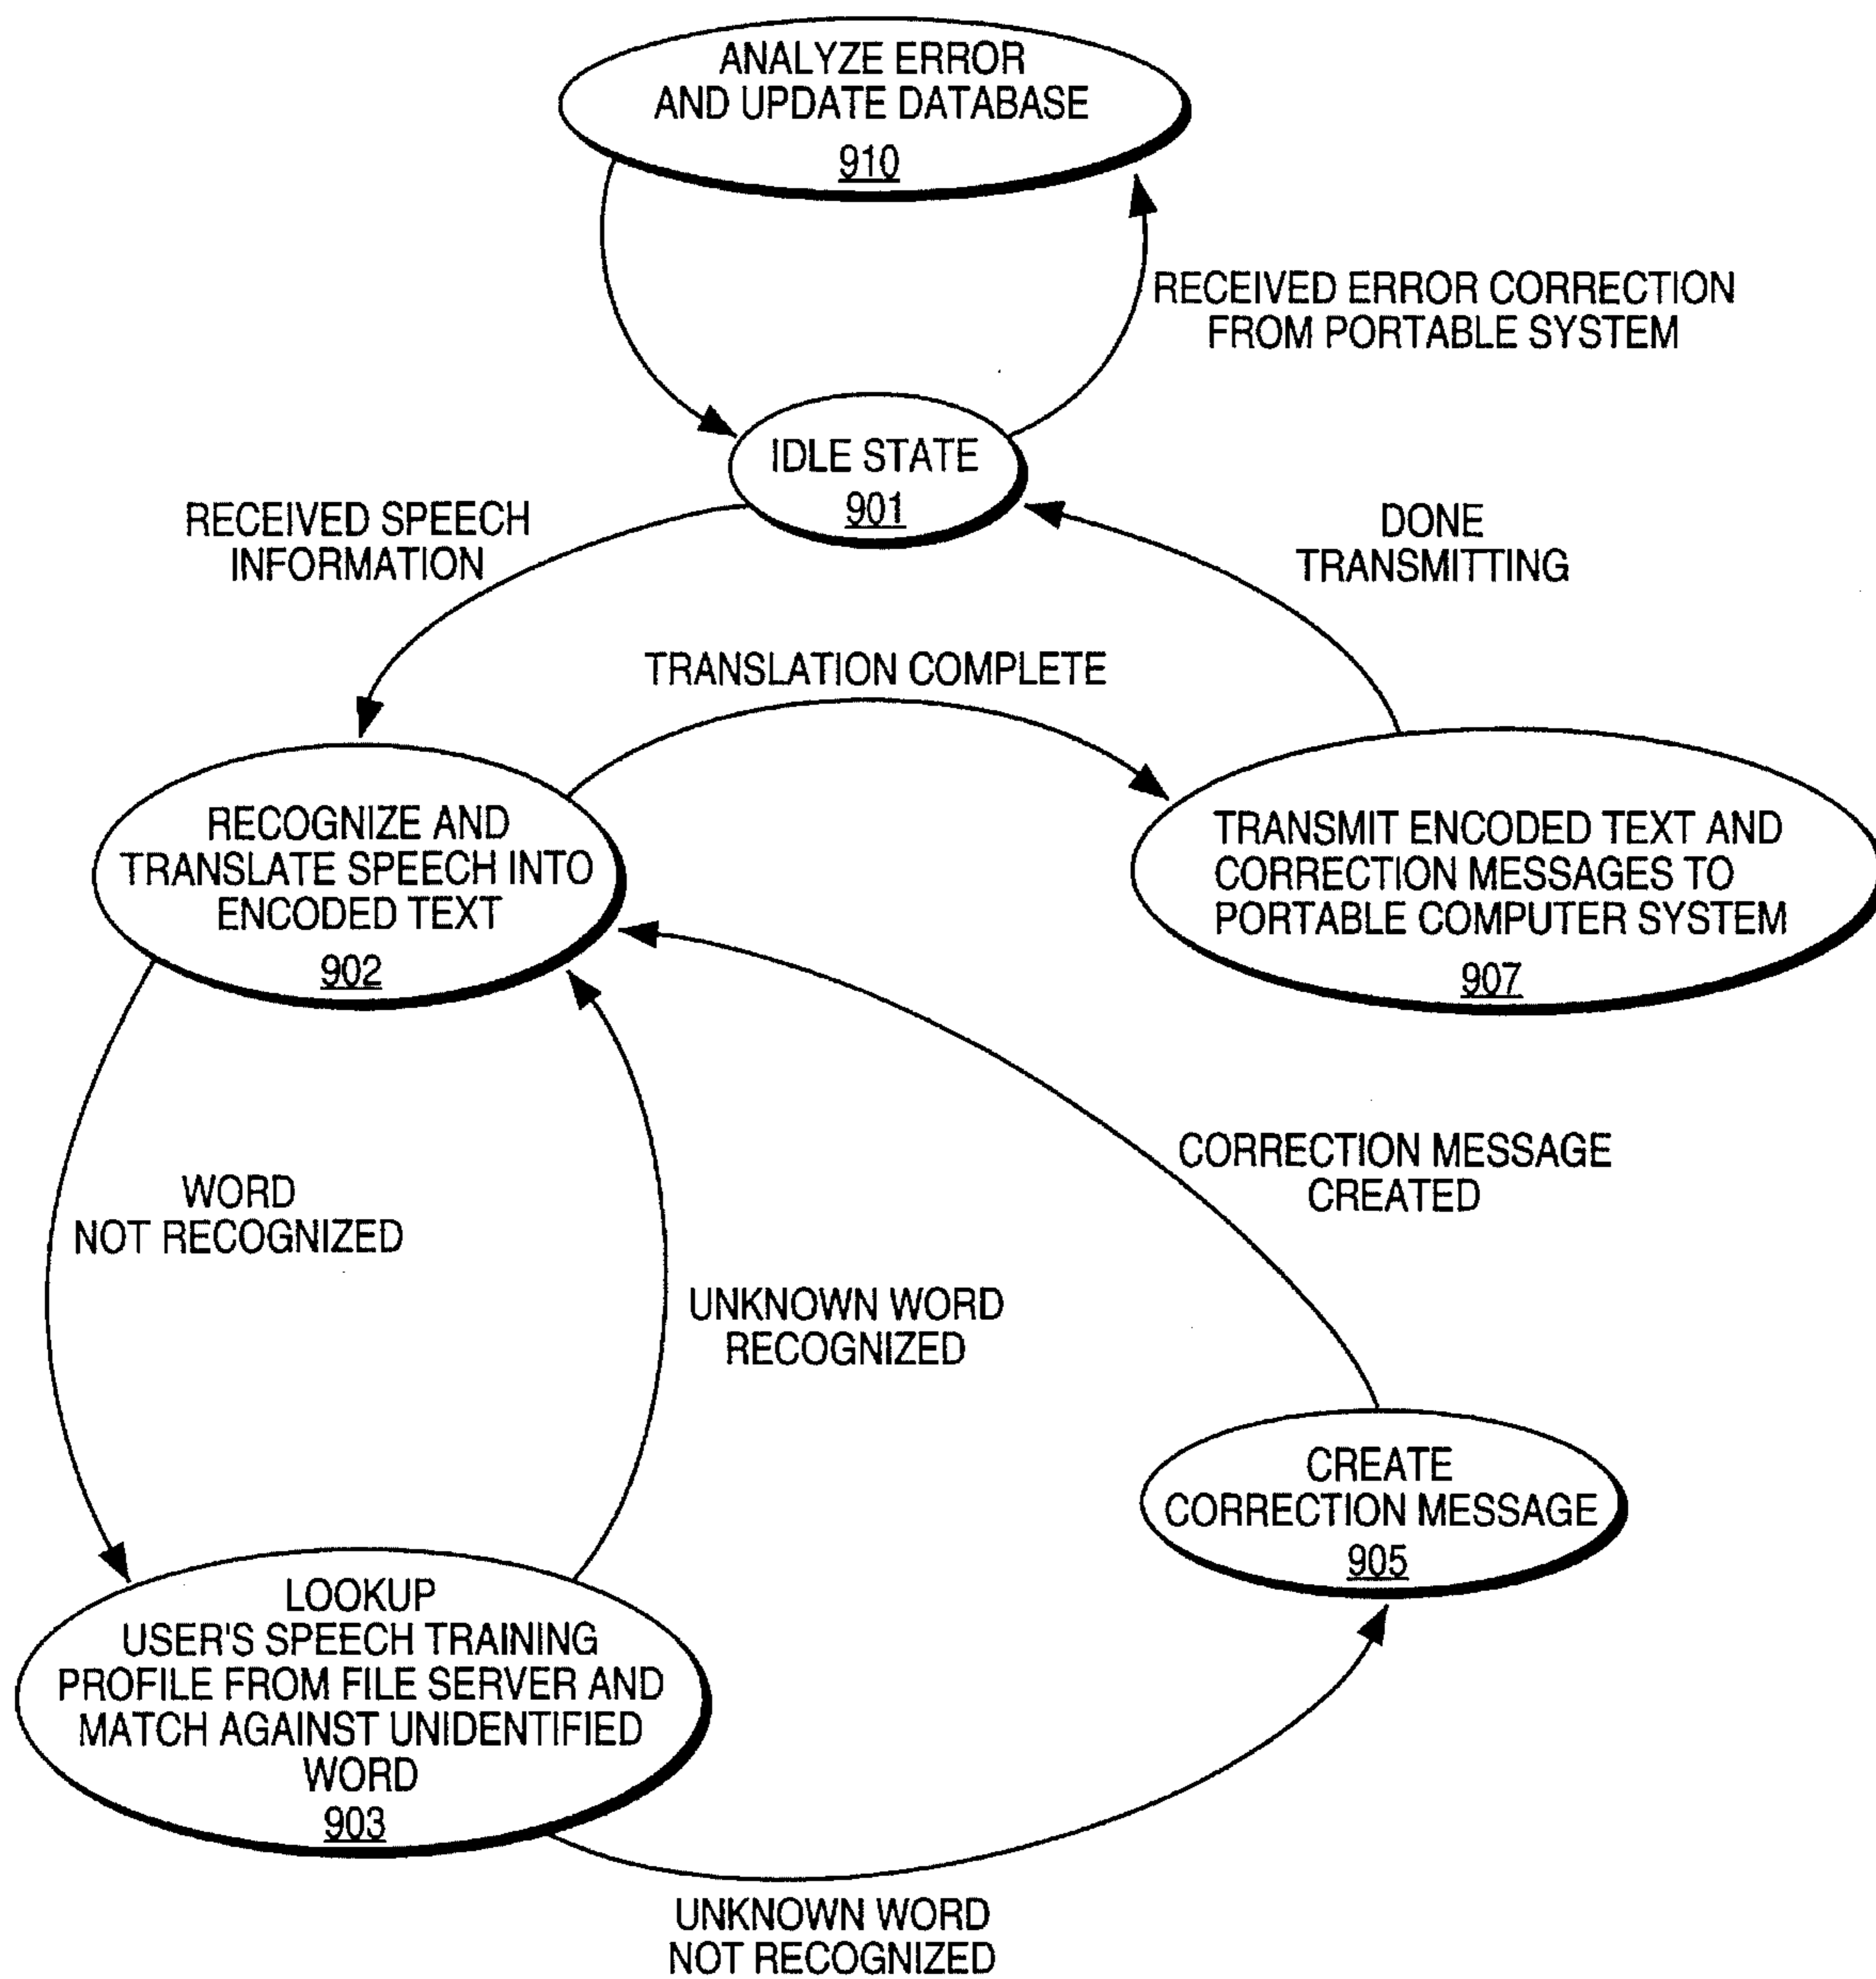 ANALYZE ERROR
AND UPDATE DATABASE
910
RECEIVED ERROR CORRECTION
FROM PORTABLE SYSTEM
IDLE STATE
901
RECEIVED SPEECH
INFORMATION
DONE
TRANSMITTING
TRANSLATION COMPLETE
RECOGNIZE AND
TRANSLATE SPEECH INTO
ENCODED TEXT
902
TRANSMIT ENCODED TEXT AND
CORRECTION MESSAGES TO
PORTABLE COMPUTER SYSTEM
907
WORD
NOT RECOGNIZED
CORRECTION MESSAGE
CREATED
UNKNOWN WORD
RECOGNIZED
CREATE
CORRECTION MESSAGE
905
LOOKUP
USER'S SPEECH TRAINING
PROFILE FROM FILE SERVER AND
MATCH AGAINST UNIDENTIFIED
WORD
903
UNKNOWN WORD
NOT RECOGNIZED